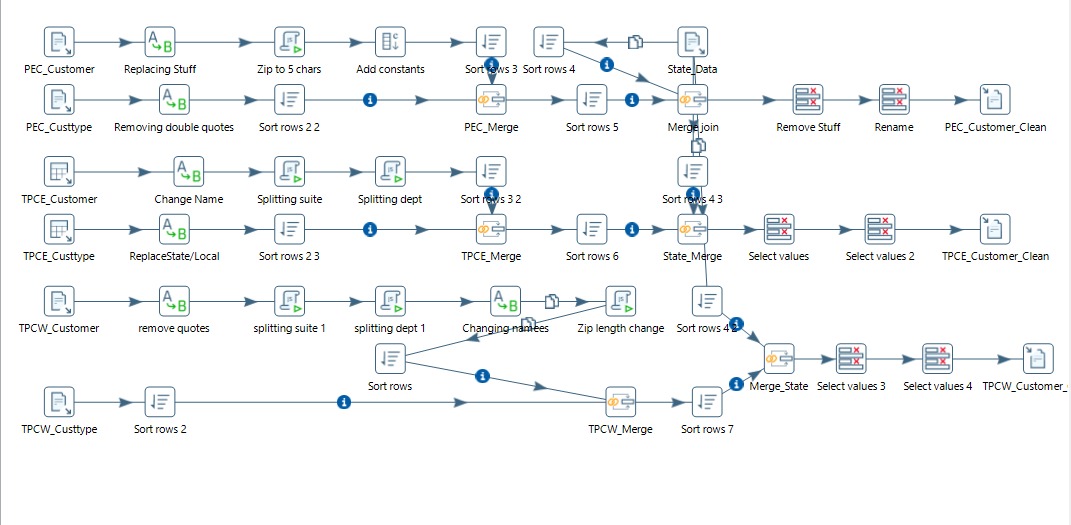 PEC_Customer
Replacing Stuff
Zip to 5 chars
Add constants
Sort rows 3
Sort rows 4
State_Data
PEC_Custtype
Removing double quotes
Sort rows 2 2
PEC_Merge
Sort rows 5
Merge join
Remove Stuff
Rename
PEC_Customer_Clean
TPCE_Customer
Change Name
Splitting suite
Splitting dept
Sort rows 3 2
Sort rows 4 3
TPCE_Custtype
ReplaceState/Local
Sort rows 2 3
TPCE_Merge
Sort rows 6
State_Merge
Select values
Select values 2
TPCE_Customer_Clean
TPCW_Customer
remove quotes
splitting suite 1
splitting dept 1
Changing namees
Zip length change
Sort rows 4 2
Sort rows
Merge_State
Select values 3
Select values 4
TPCW_Customer_
TPCW_Custtype
Sort rows 2
TPCW_Merge
Sort rows 7